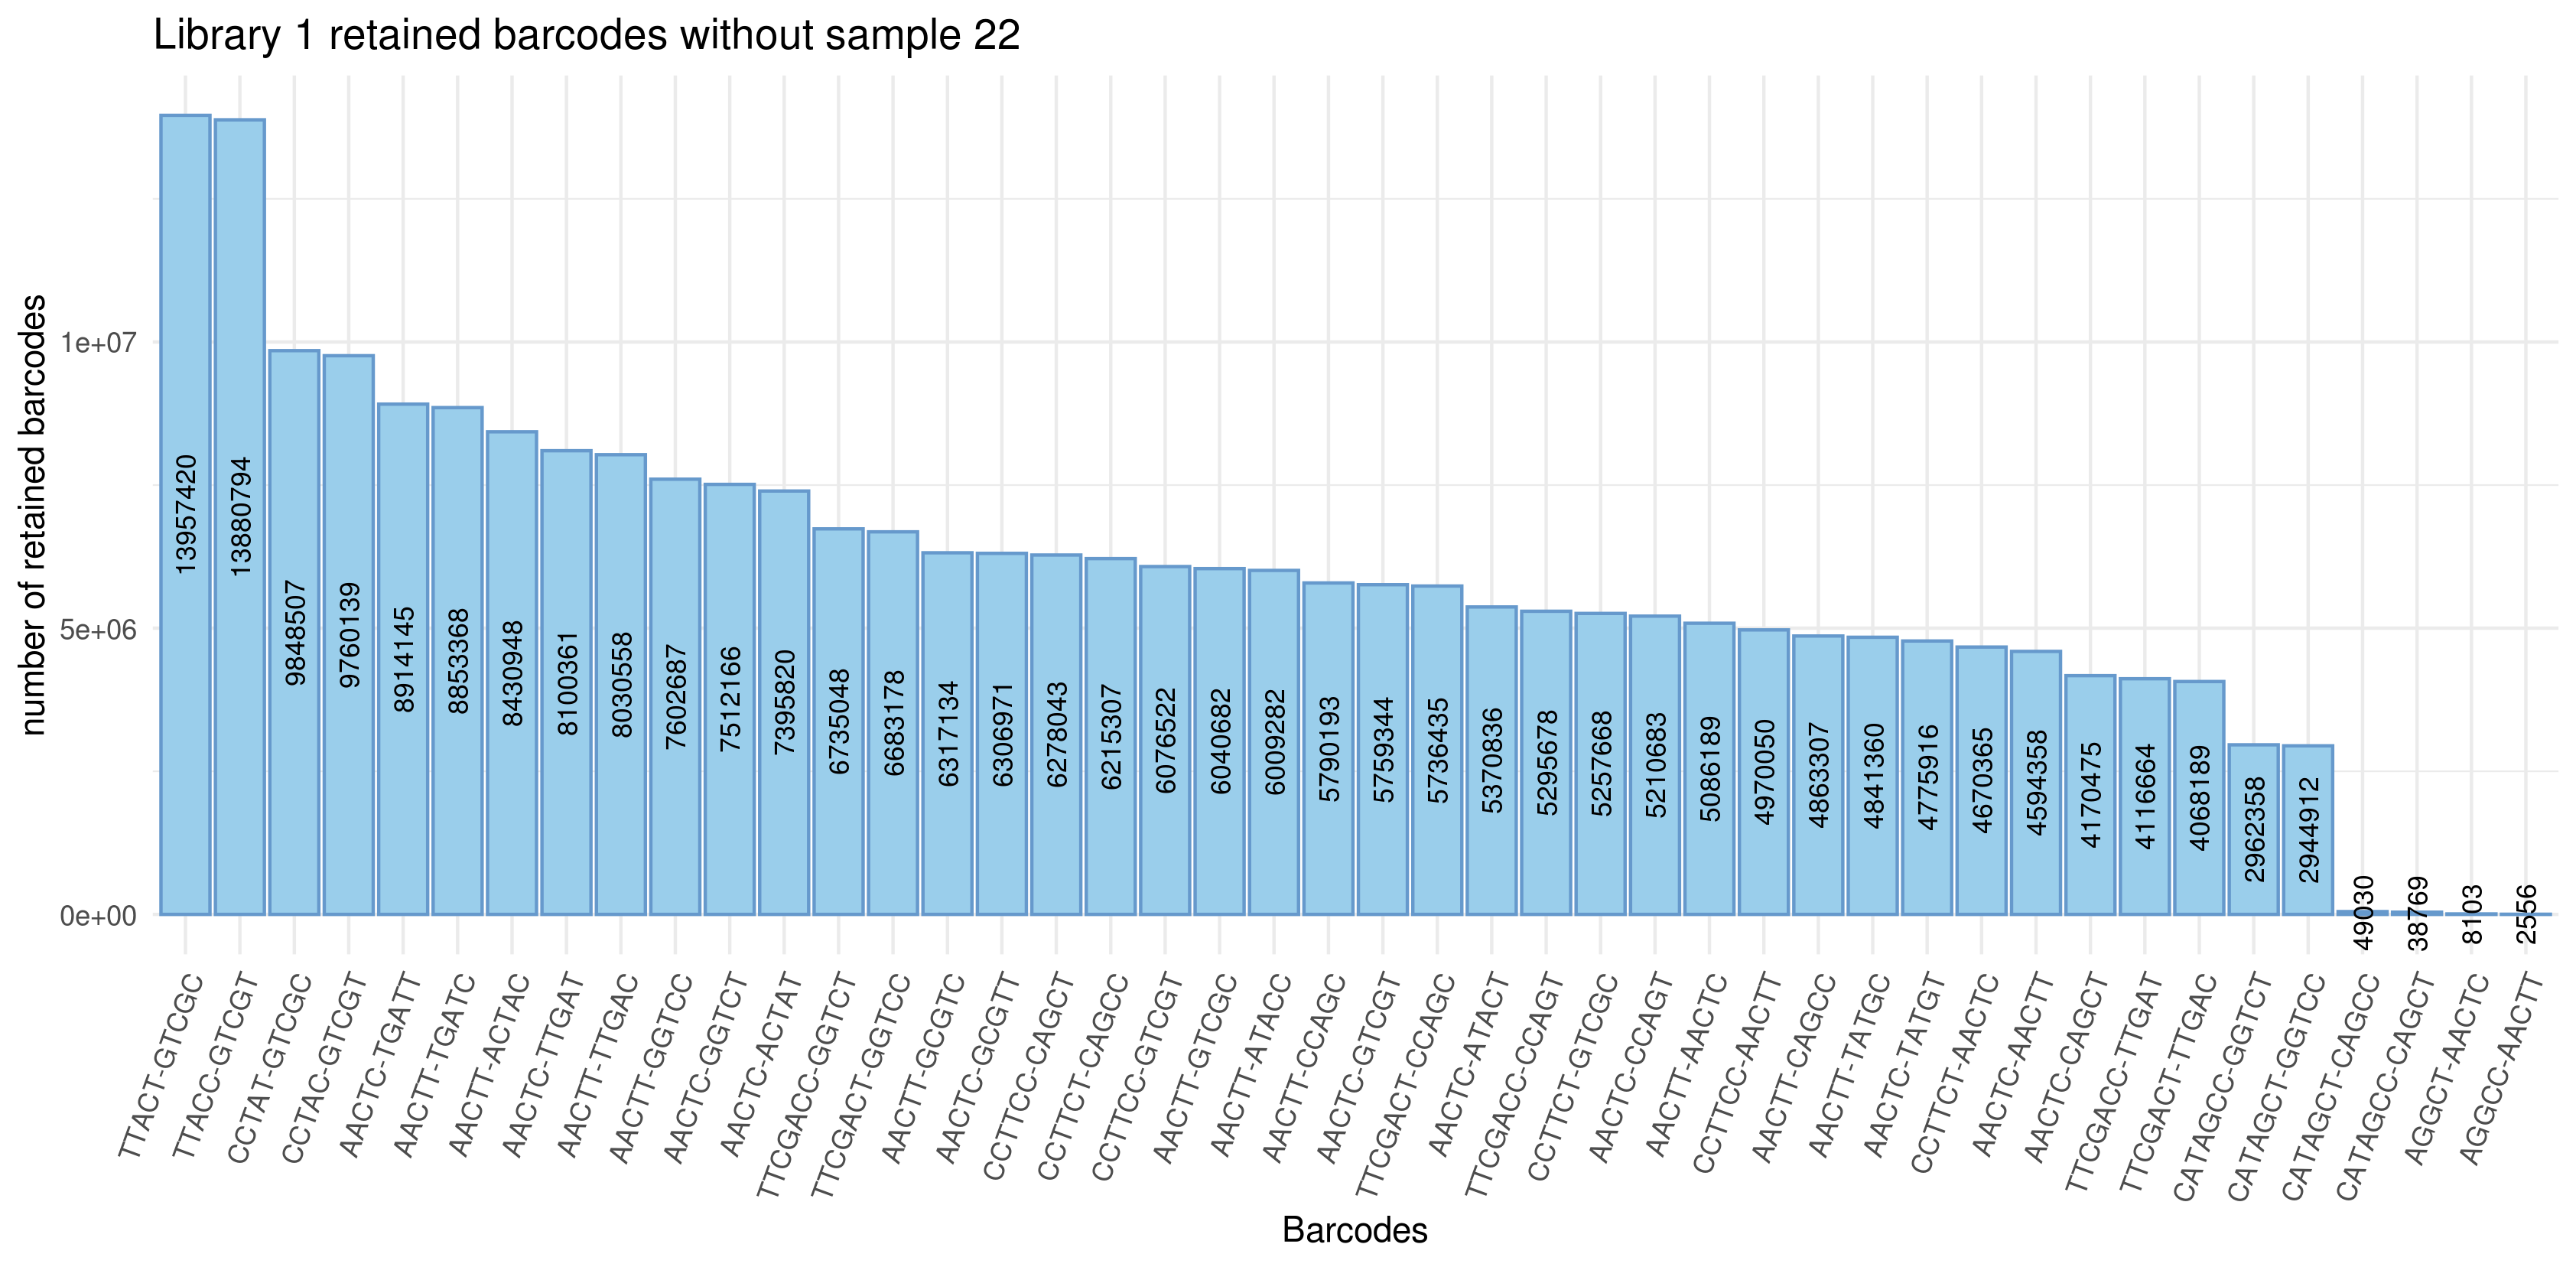 Library 1 retained barcodes without sample 22
number of retained barcodes
1e+07
5e+06
0e+00
13957420
13880794
9848507
9760139
8914145
8853368
8430948
8100361
8030558
7602687
7512166
7395820
6735048
6683178
6317134
6306971
6278043
6215307
6076522
6040682
6009282
5790193
5759344
5736435
5370836
5295678
5257668
5210683
5086189
4970050
4863307
4841360
4775916
4670365
4594358
4170475
4116664
4068189
2962358
2944912
49030
38769
8103
2556
TTACT-GTCGC
TTACC-GTCGT
CCTAT-GTCGC
CCTAC-GTCGT
AACTC-TGATT
AACTT-TGATC
AACTT-ACTAC
AACTC-TTGAT
AACTT-TTGAC
AACTT-GGTCC
AACTC-GGTCT
AACTC-ACTAT
TTCGACC-GGTCT
TTCGACT-GGTCC
AACTT-GCGTC
AACTC-GCGTT
CCTTCC-CAGCT
CCTTCT-CAGCC
CCTTCC-GTCGT
AACTT-GTCGC
AACTT-ATACC
AACTT-CCAGC
AACTC-GTCGT
TTCGACT-CCAGC
AACTC-ATACT
TTCGACC-CCAGT
CCTTCT-GTCGC
AACTC-CCAGT
AACTT-AACTC
CCTTCC-AACTT
AACTT-CAGCC
AACTT-TATGC
AACTC-TATGT
CCTTCT-AACTC
AACTC-AACTT
AACTC-CAGCT
TTCGACC-TTGAT
TTCGACT-TTGAC
CATAGCC-GGTCT
CATAGCT-GGTCC
CATAGCT-CAGCC
CATAGCC-CAGCT
AGGCT-AACTC
AGGCC-AACTT
Barcodes